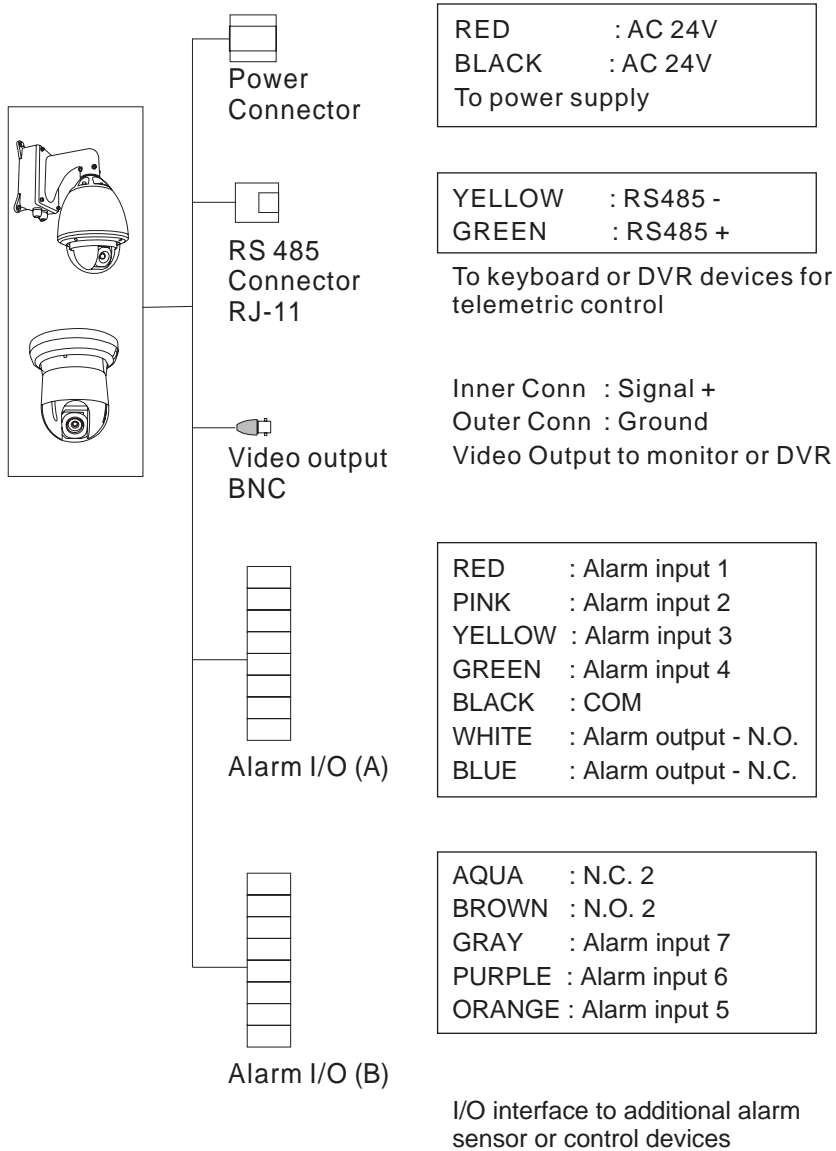 Power
Connector
RED : AC 24V
BLACK : AC 24V
To power supply
RS 485
Connector
RJ-11
YELLOW : RS485 -
GREEN : RS485 +
To keyboard or DVR devices for
telemetric control
Video output
BNC
Inner Conn : Signal +
Outer Conn : Ground
Video Output to monitor or DVR
Alarm I/O (A)
RED : Alarm input 1
PINK : Alarm input 2
YELLOW : Alarm input 3
GREEN : Alarm input 4
BLACK : COM
WHITE : Alarm output - N.O.
BLUE : Alarm output - N.C.
Alarm I/O (B)
AQUA : N.C. 2
BROWN : N.O. 2
GRAY : Alarm input 7
PURPLE : Alarm input 6
ORANGE : Alarm input 5
I/O interface to additional alarm
sensor or control devices